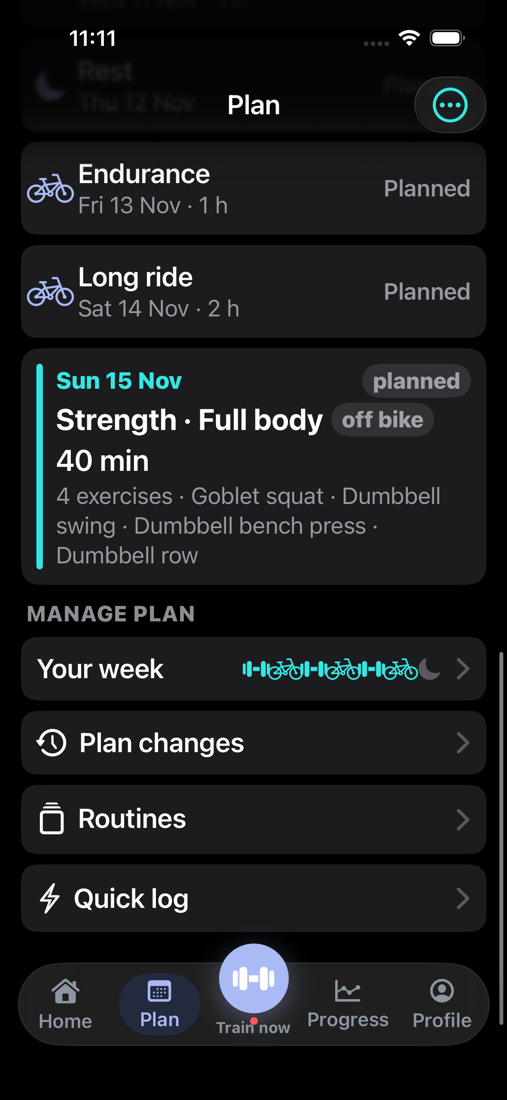 11:11
Rest
Thu 12 Nov
Plan
Endurance
Fri 13 Nov · 1 h
Planned
Long ride
Sat 14 Nov · 2 h
Planned
Sun 15 Nov
planned
Strength · Full body
off bike
40 min
4 exercises · Goblet squat · Dumbbell
swing · Dumbbell bench press ·
Dumbbell row
MANAGE PLAN
Your week
Plan changes
Routines
Quick log
Home
Plan
Train now
Progress
Profile